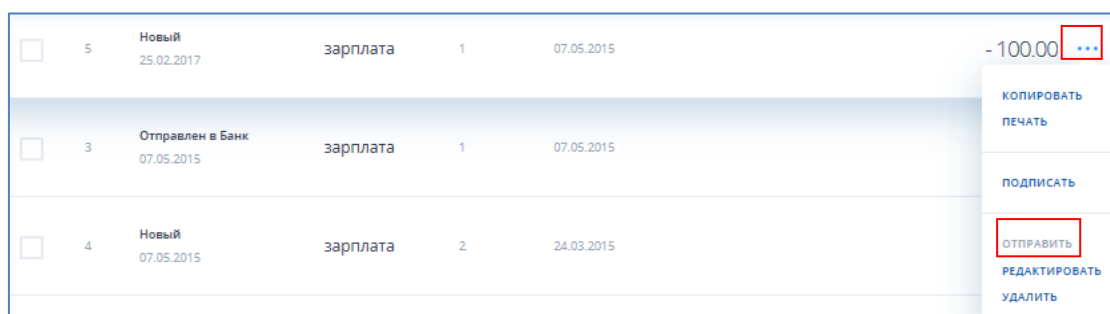 5 Новый зарплата 1 07.05.2015 - 100.00 ...
25.02.2017
КОПИРОВАТЬ
ПЕЧАТЬ
3 Отправлен в Банк зарплата 1 07.05.2015
07.05.2015
ПОДПИСАТЬ
4 Новый зарплата 2 24.03.2015
07.05.2015
ОТПРАВИТЬ
РЕДАКТИРОВАТЬ
УДАЛИТЬ